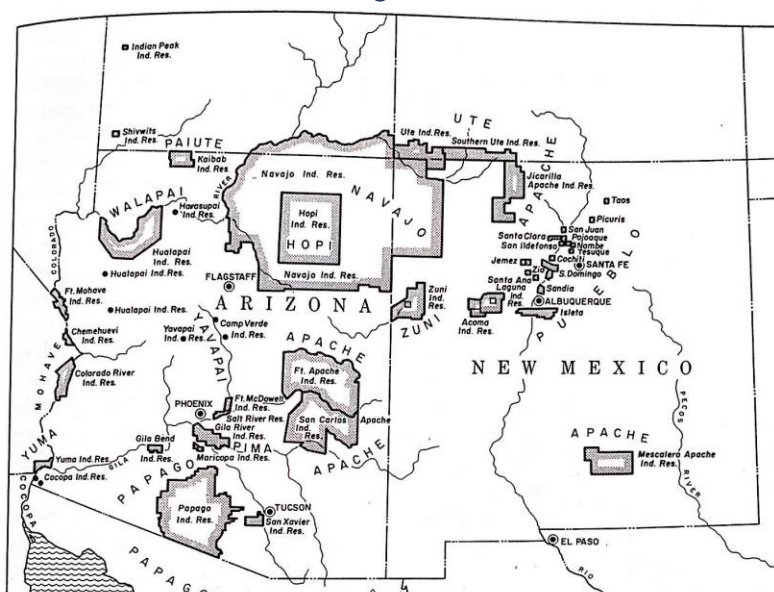 Indian Peak
Ind. Res.
Shivwits
Ind. Res.
PAIUTE
Kaibab
Ind. Res.
UTE
Ute Ind. Res.
Southern Ute Ind. Res.
Navajo Ind. Res.
NAVAJO
RIVER
WALAPAI
Havasupai
Ind. Res.
Hopi
Ind. Res.
HOPI
APACHE
Jicarilla
Apache Ind. Res.
Taos
Picuris
San Juan
Santa Clara
Pojoaque
San Ildefonso
Nambe
Tesuque
COLORADO
Hualapai
Ind. Res.
Hualapai Ind. Res.
Navajo Ind. Res.
FLAGSTAFF
Jemez
Zia
Cochiti
SANTA FE
S. Domingo
Santa Ana
Ft. Mohave
Ind. Res.
Hualapai Ind. Res.
ARIZONA
Zuni
Ind.
Res.
ZUNI
Laguna
Ind.
Res.
Sandia
ALBUQUERQUE
Acoma
Ind. Res.
Isleta
PUEBLO
Chemehuevi
Ind. Res.
Yavapai
Ind. Res.
YAVAPAI
Camp Verde
Ind. Res.
MOHAVE
Colorado River
Ind. Res.
APACHE
Ft. Apache
Ind. Res.
NEW MEXICO
PHOENIX
Ft. McDowell
Ind. Res.
Salt River Res.
Gila River
Ind. Res.
San Carlos
Ind.
Res.
Apache
PECOS
RIVER
YUMA
Yuma Ind. Res.
Gila Bend
Ind. Res.
GILA
Maricopa Ind. Res.
PIMA
APACHE
APACHE
Mescalero Apache
Ind. Res.
Cocopa Ind. Res.
COCOPA
PAPAGO
Papago
Ind. Res.
TUCSON
San Xavier
Ind. Res.
EL PASO
PAPAGO
RIO